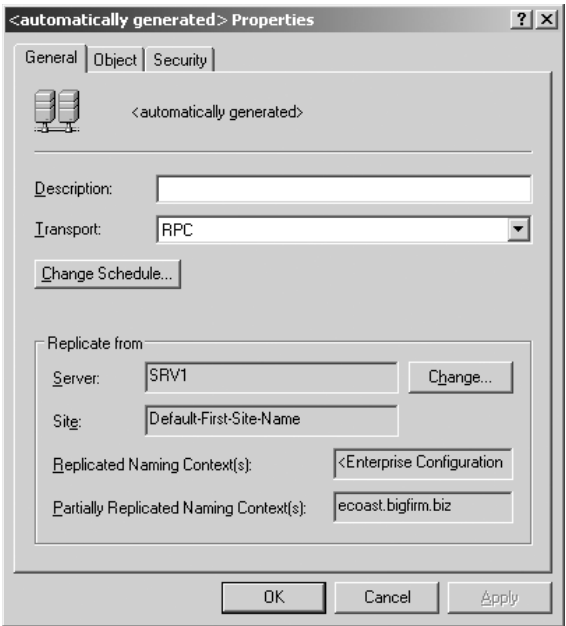 <automatically generated> Properties
? X
General Object Security
<automatically generated>
Description:
Transport: RPC
Change Schedule...
Replicate from
Server: SRV1 Change...
Site: Default-First-Site-Name
Replicated Naming Context(s): <Enterprise Configuration
Partially Replicated Naming Context(s): ecoast.bigfirm.biz
OK Cancel Apply